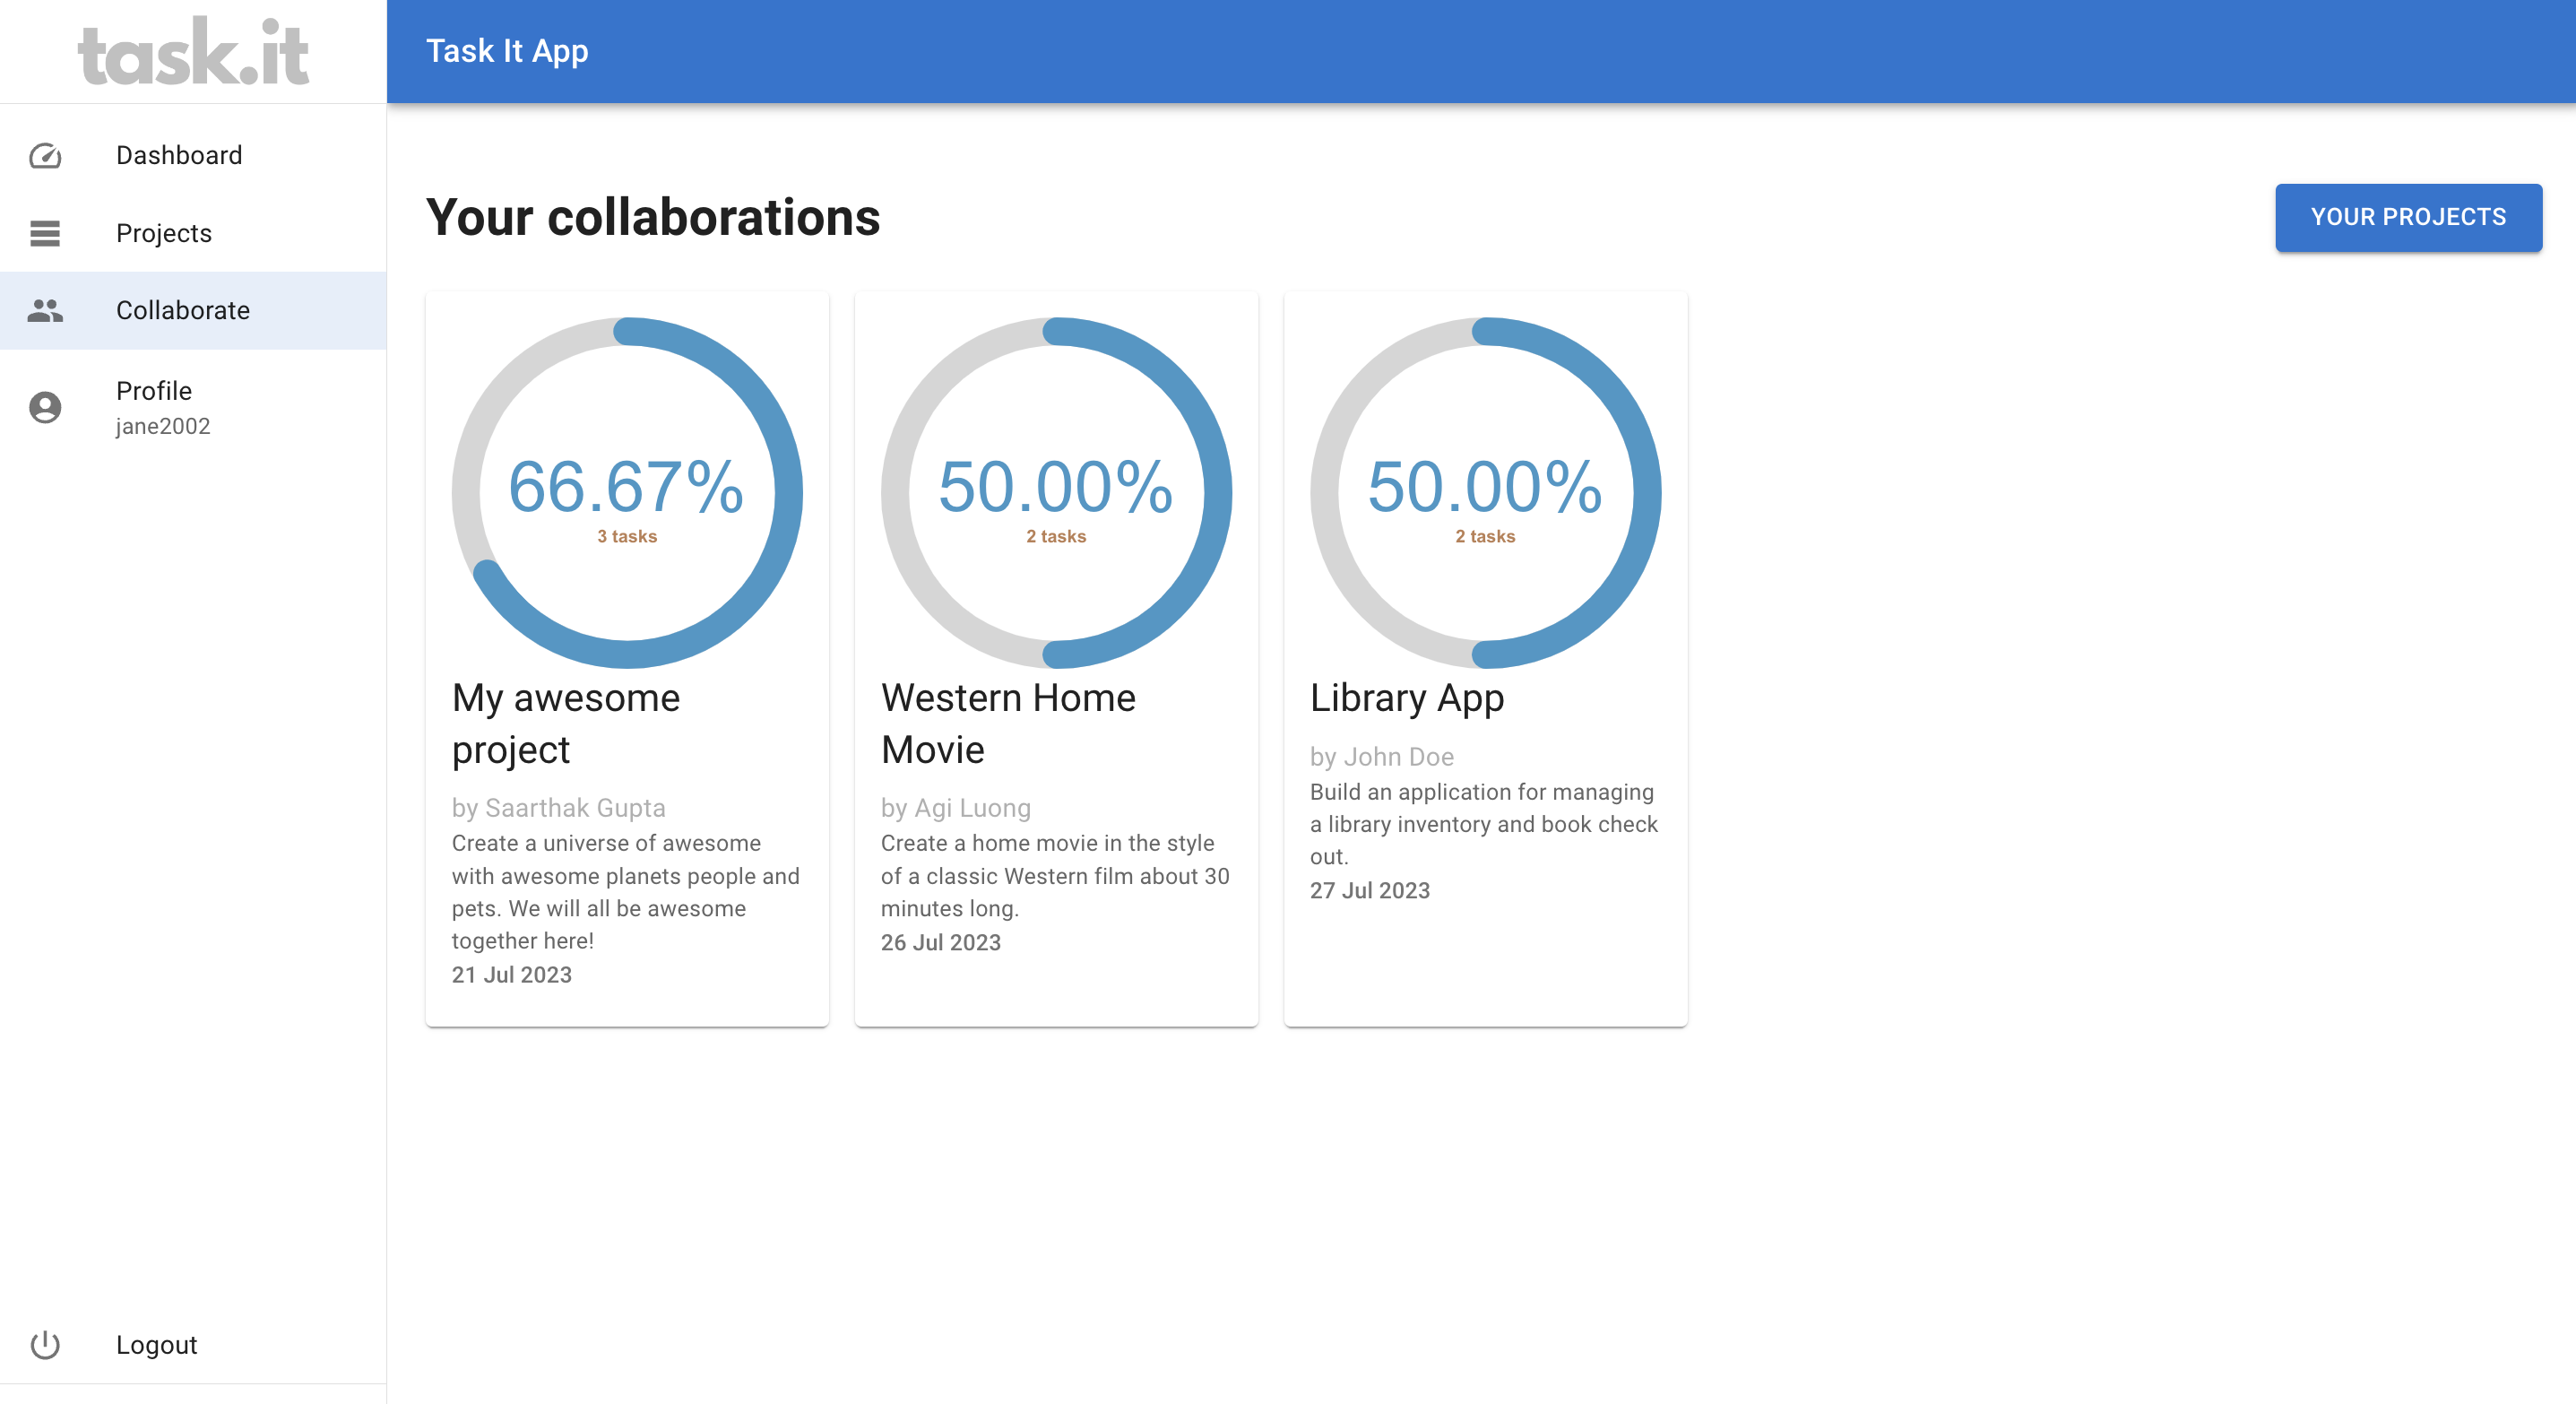 task.it
Task It App
Dashboard
Projects
Collaborate
Profile
jane2002
Logout
Your collaborations
YOUR PROJECTS
66.67%
3 tasks
My awesome
project
by Saarthak Gupta
Create a universe of awesome
with awesome planets people and
pets. We will all be awesome
together here!
21 Jul 2023
50.00%
2 tasks
Western Home
Movie
by Agi Luong
Create a home movie in the style
of a classic Western film about 30
minutes long.
26 Jul 2023
50.00%
2 tasks
Library App
by John Doe
Build an application for managing
a library inventory and book check
out.
27 Jul 2023